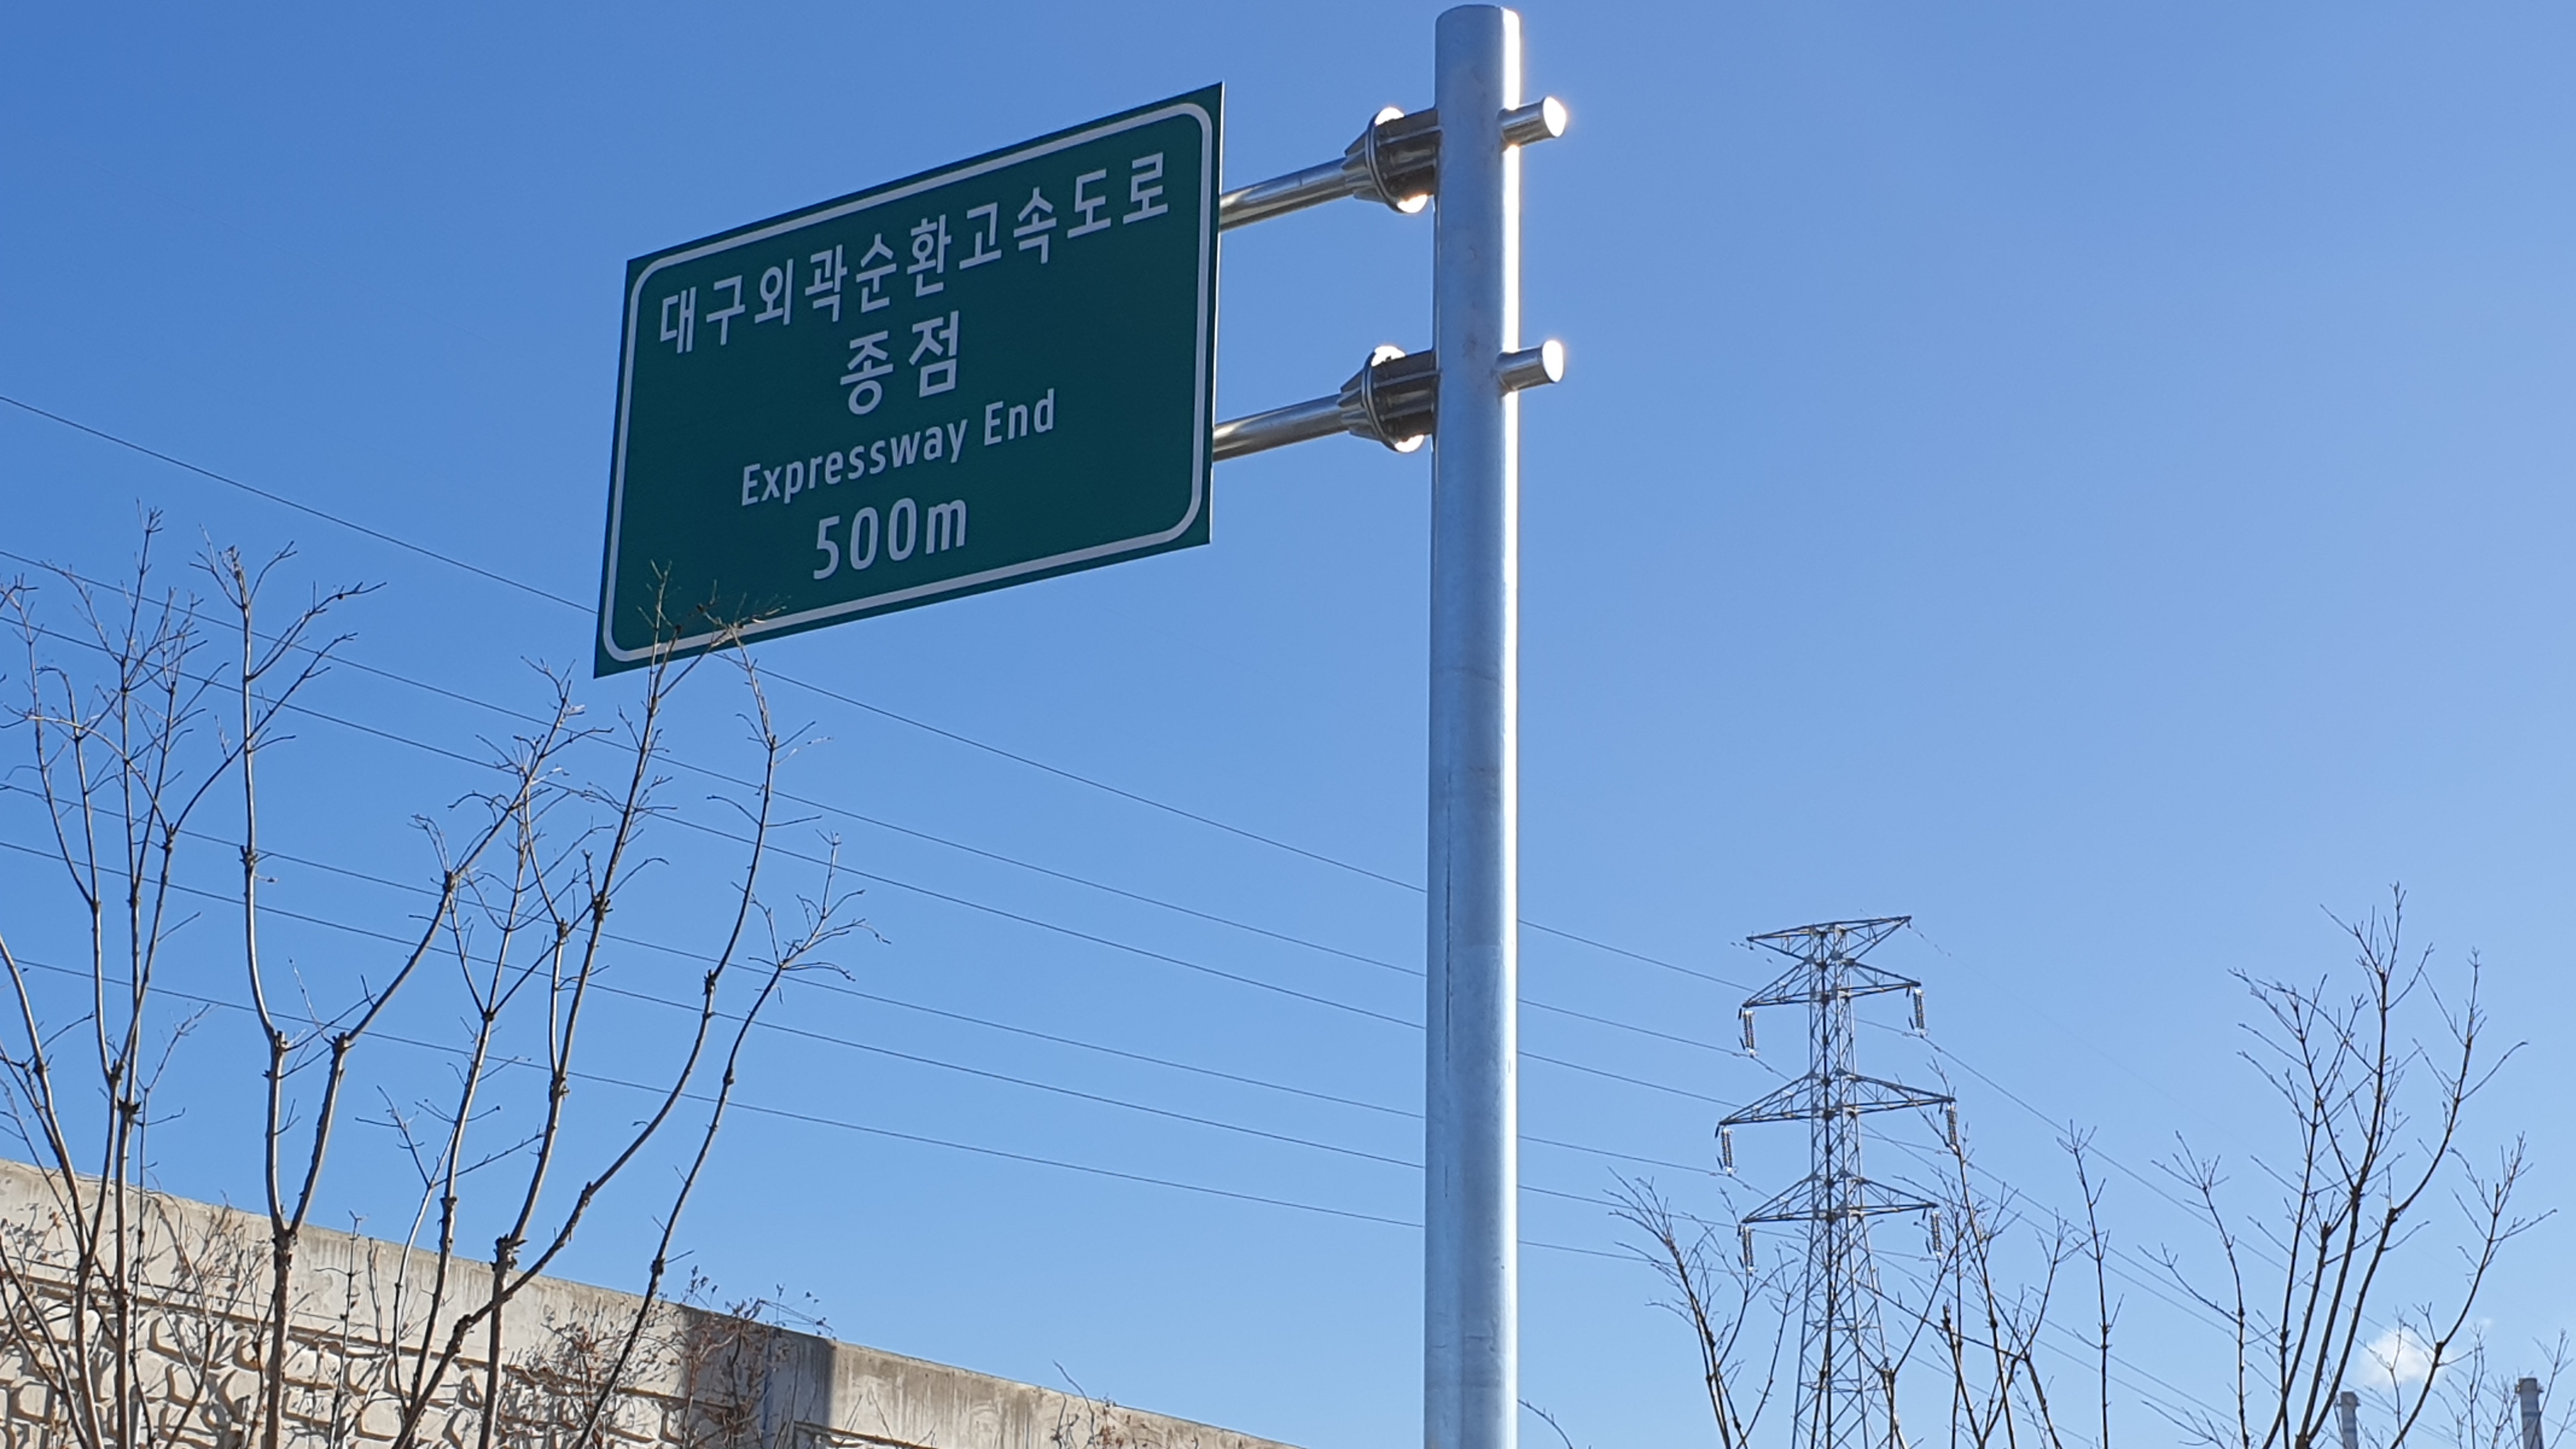 대구외곽순환고속도로
종점
Expressway End
500m